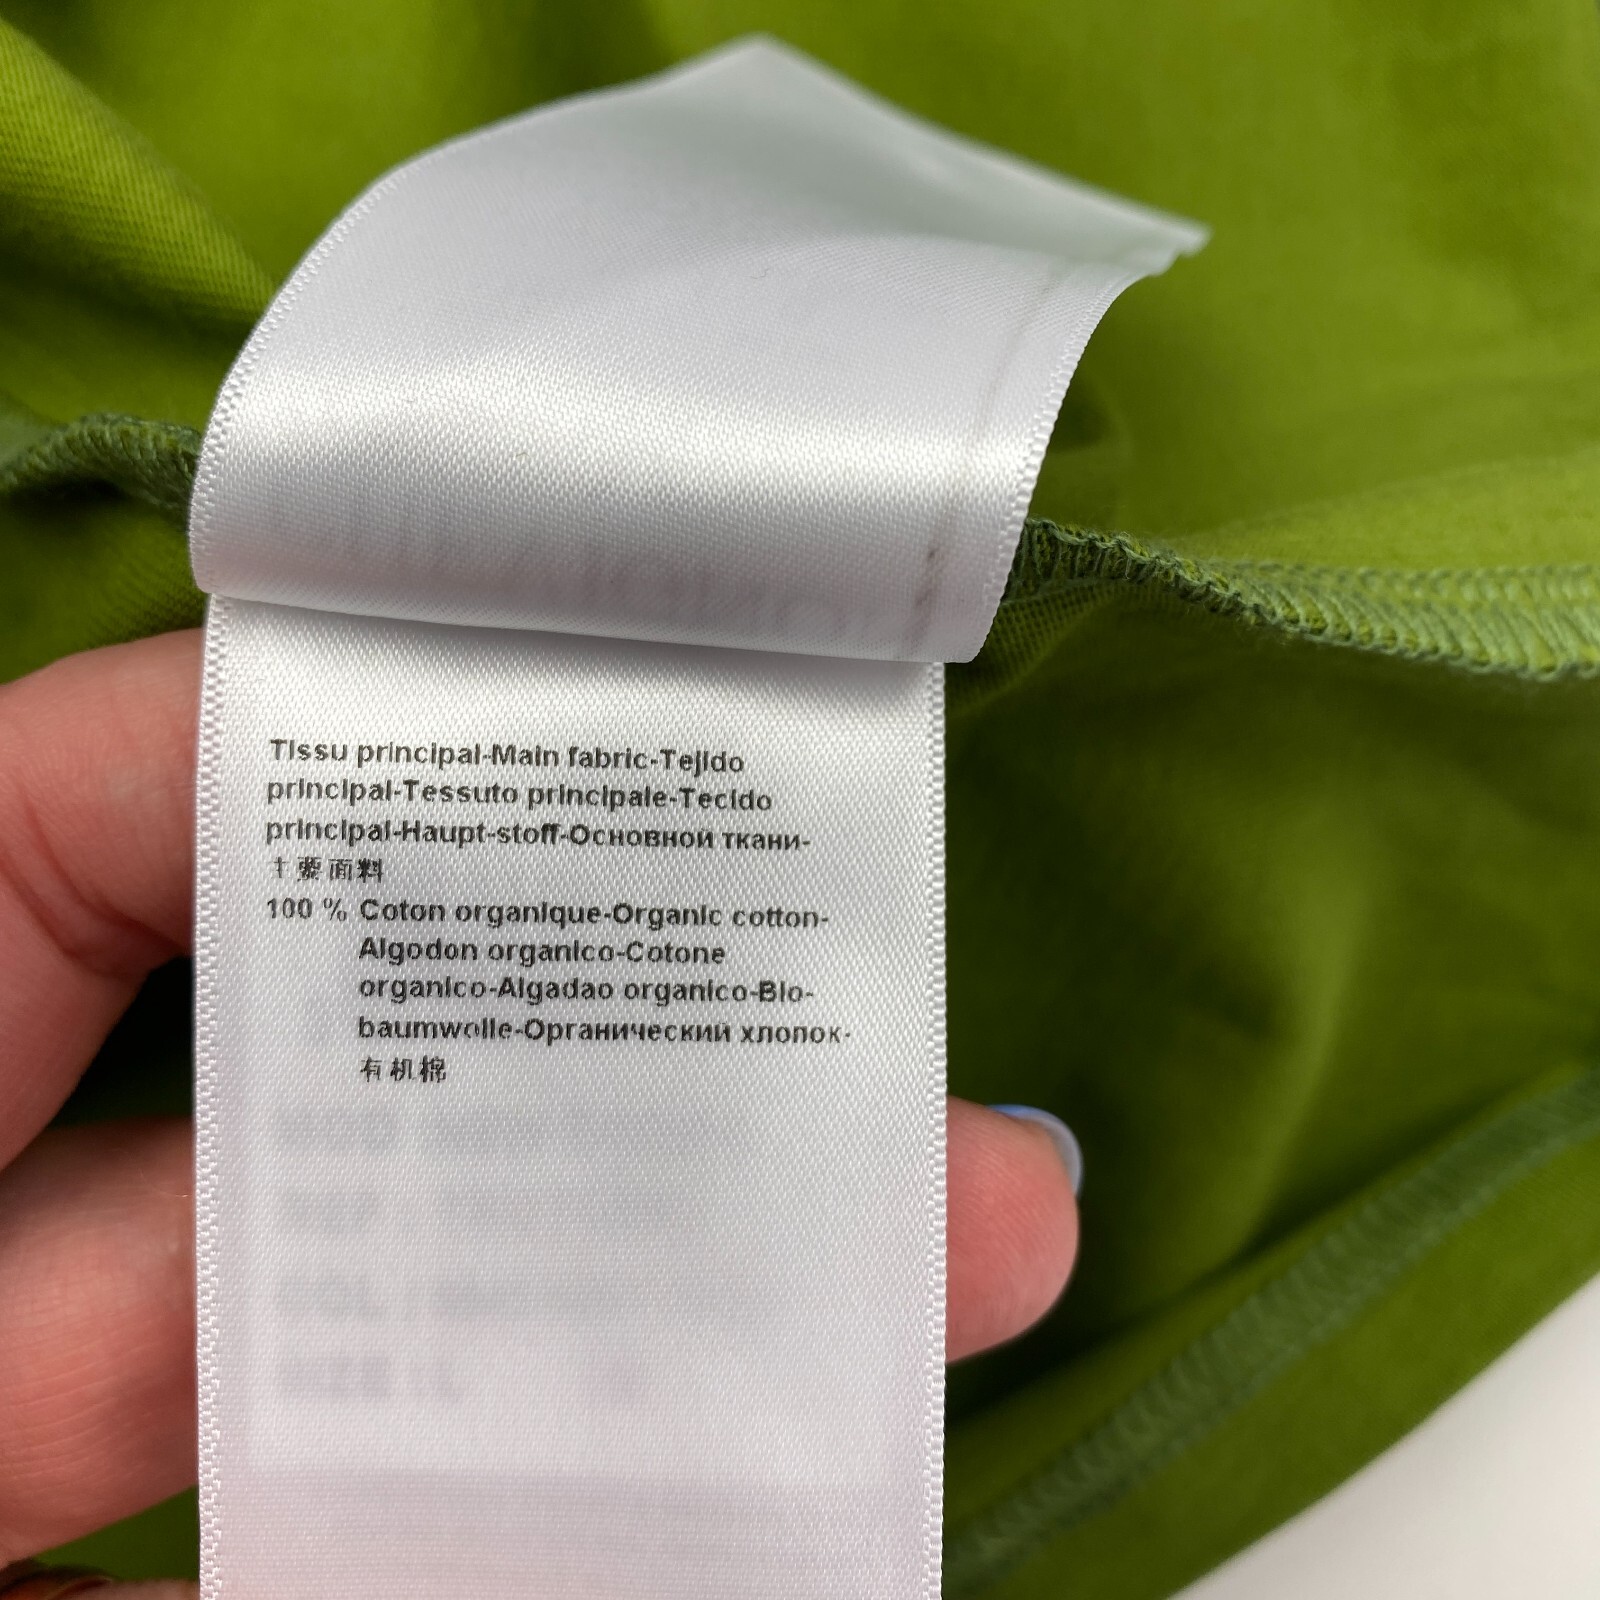 Tissu principal-Main fabric-Tejido
principal-Tessuto principale-Tecido
principal-Haupt-stoff-Основной ткани-
主要面料
100 % Coton organique-Organic cotton-
Algodon organico-Cotone
organico-Algadao organico-Bio-
baumwolle-Органический хлопок-
有机棉